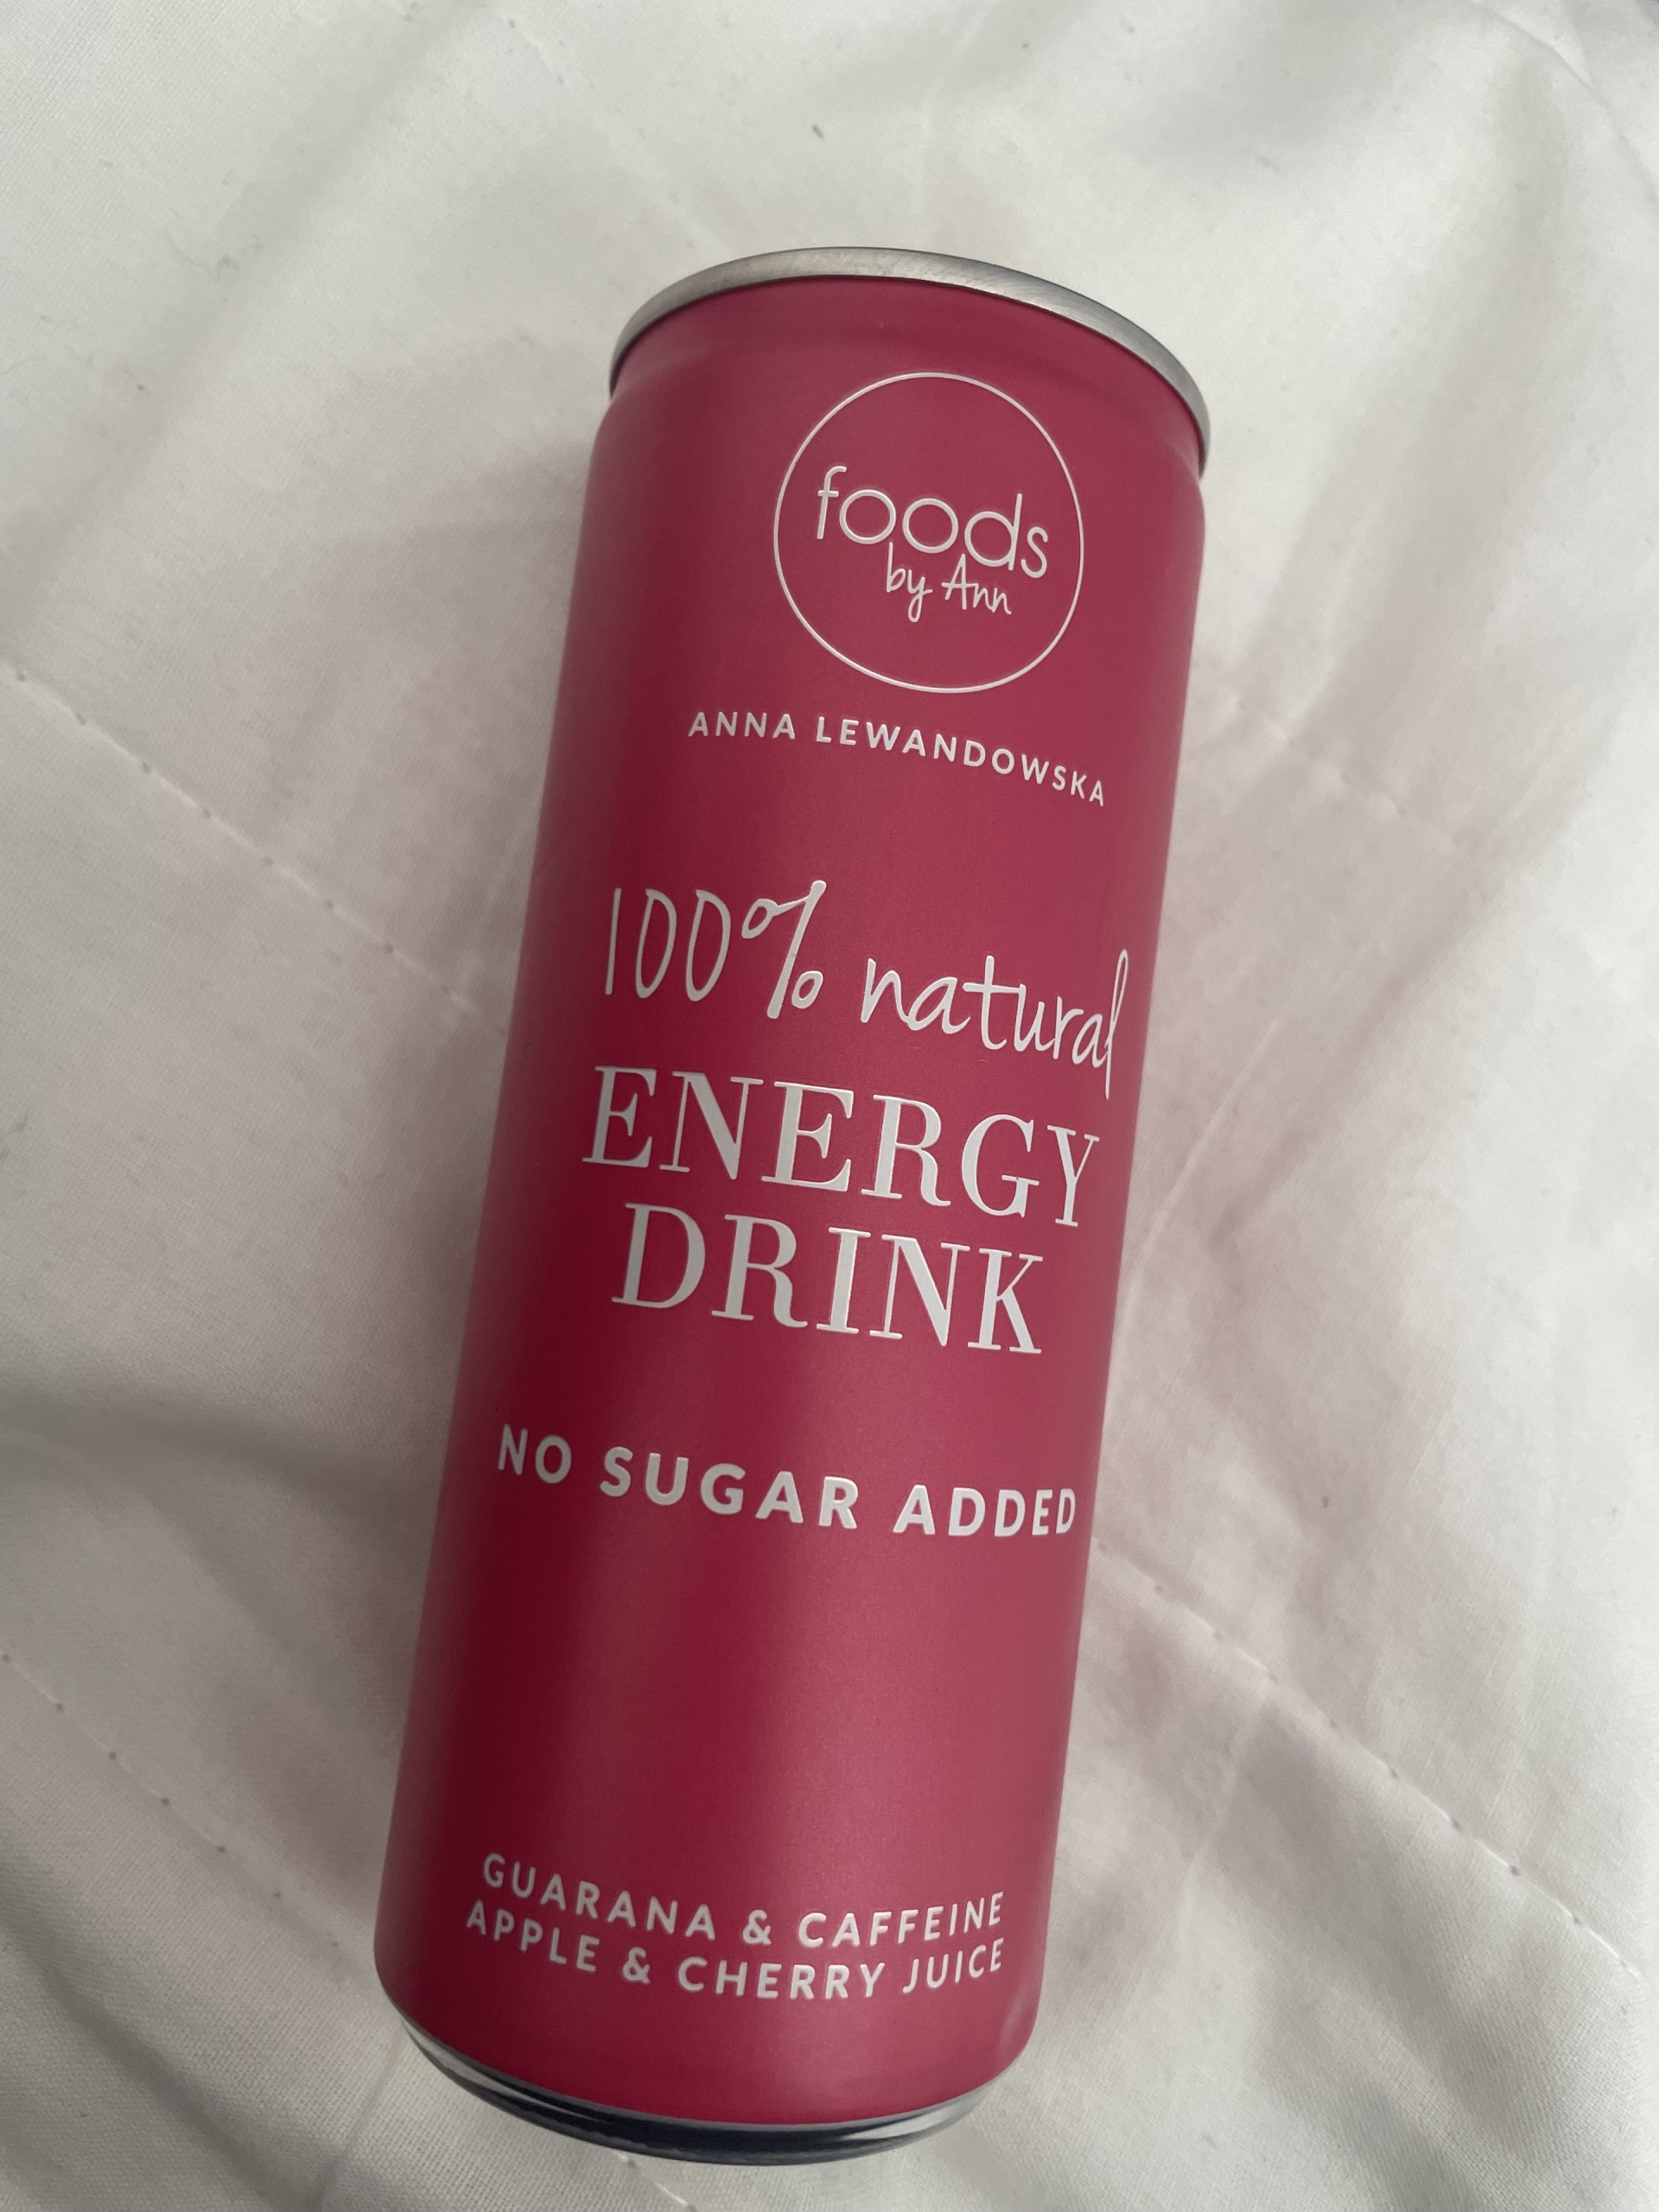 foods
by Ann
ANNA LEWANDOWSKA
100% natural
ENERGY
DRINK
NO SUGAR ADDED
GUARANA & CAFFEINE
APPLE & CHERRY JUICE